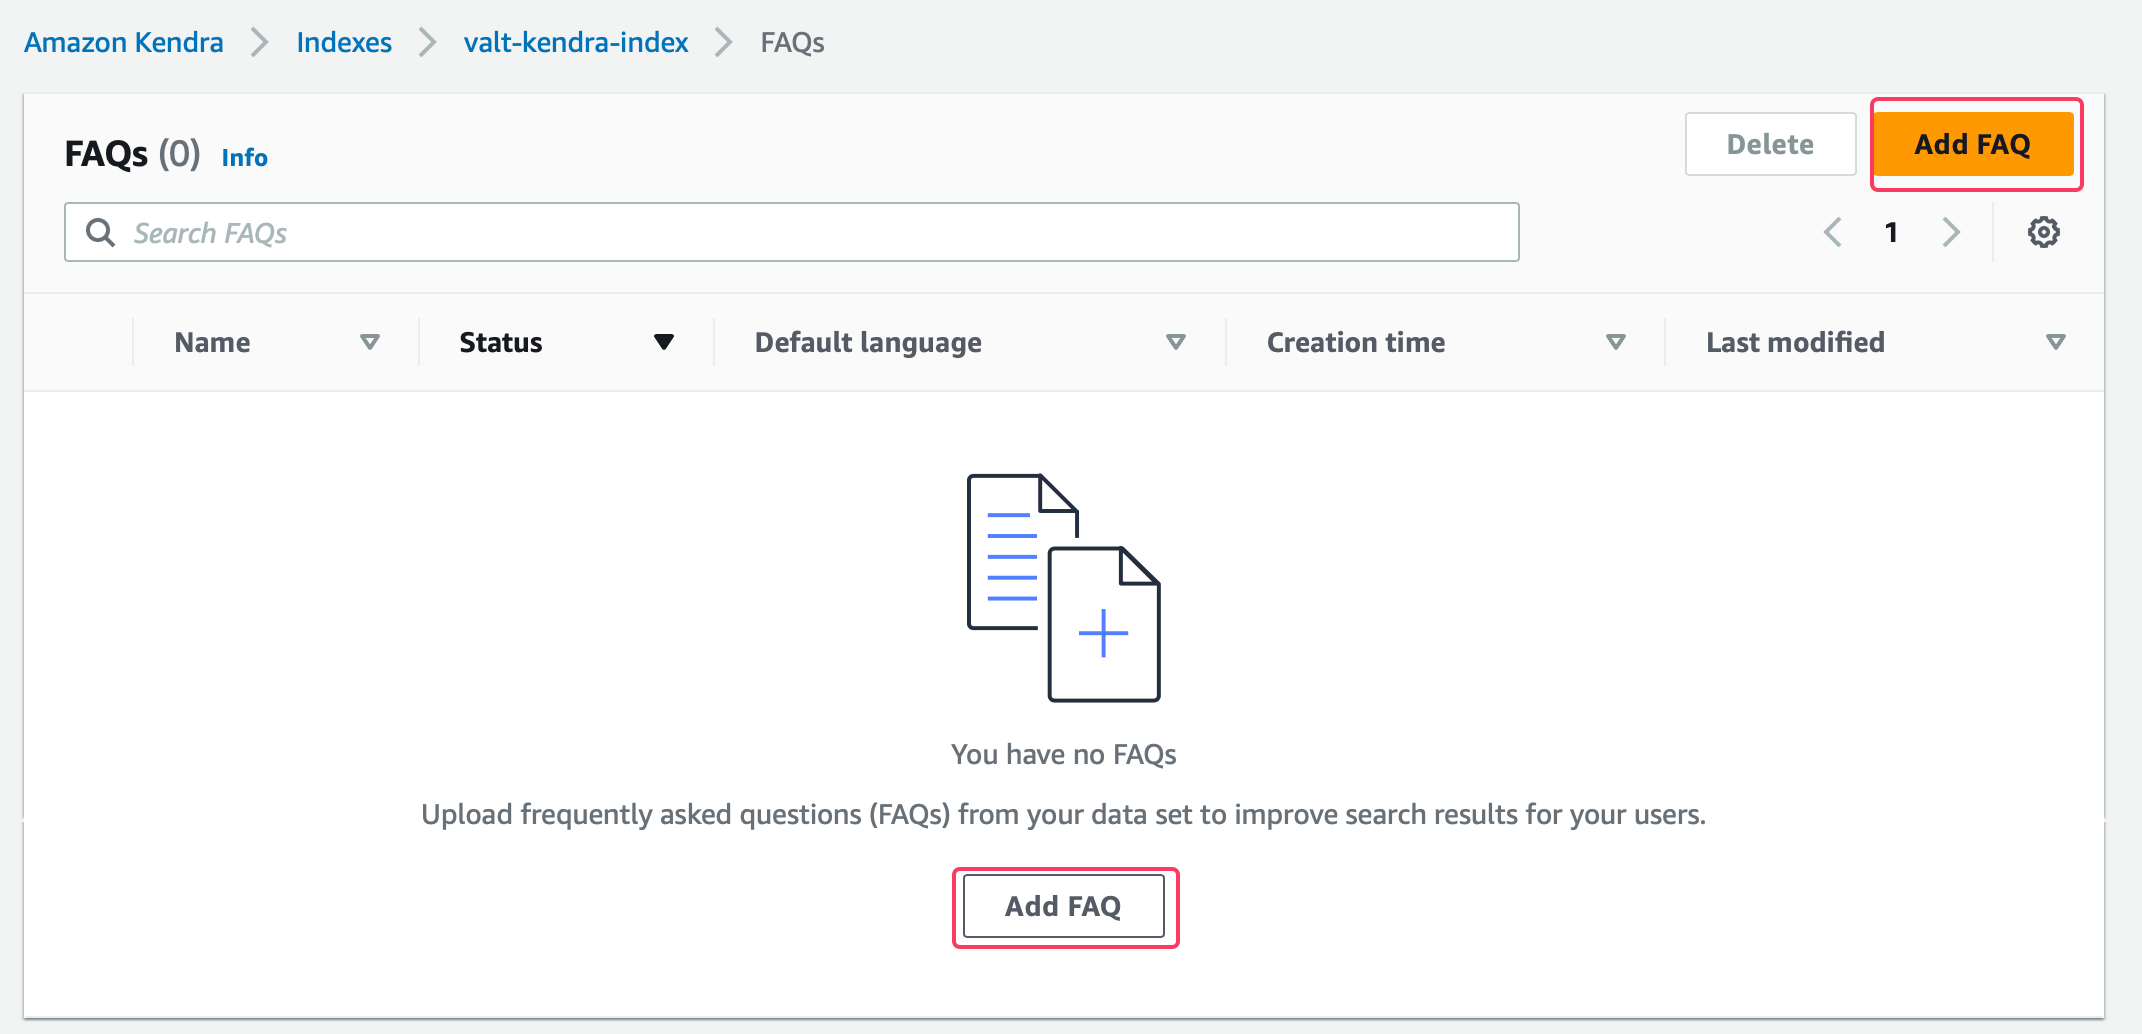 Amazon Kendra Indexes valt-kendra-index FAQs
FAQs (0) Info
Delete Add FAQ
Search FAQs
1
Name Status Default language Creation time Last modified
You have no FAQs
Upload frequently asked questions (FAQs) from your data set to improve search results for your users.
Add FAQ